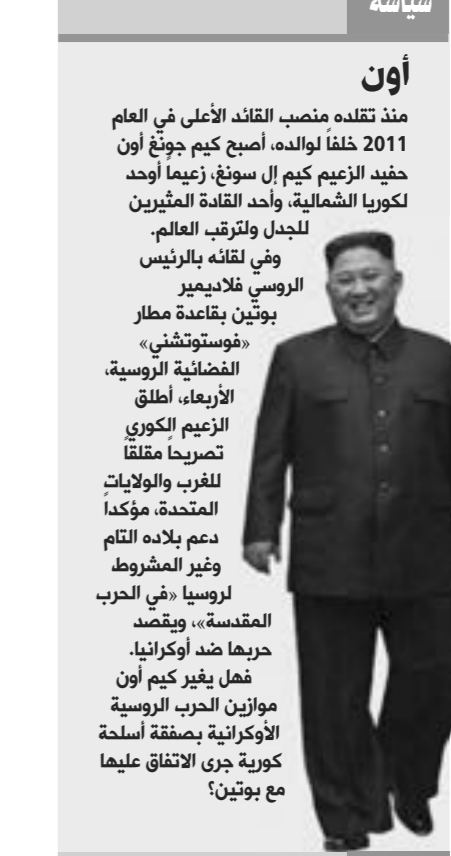 سياسة
أون
منذ تقلده منصب القائد الأعلى في العام
2011 خلفاً لوالده، أصبح كيم جونغ أون
حفيد الزعيم كيم إل سونغ، زعيماً أوحد
لكوريا الشمالية، وأحد القادة المثيرين
للجدل ولترقب العالم.
وفي لقائه بالرئيس
الروسي فلاديمير
بوتين بقاعدة مطار
«فوستوتشني»
الفضائية الروسية،
الأربعاء، أطلق
الزعيم الكوري
تصريحاً مقلقاً
للغرب والولايات
المتحدة، مؤكداً
دعم بلاده التام
وغير المشروط
لروسيا «في الحرب
المقدسة»، ويقصد
حربها ضد أوكرانيا.
فهل يغير كيم أون
موازين الحرب الروسية
الأوكرانية بصفقة أسلحة
كورية جرى الاتفاق عليها
مع بوتين؟